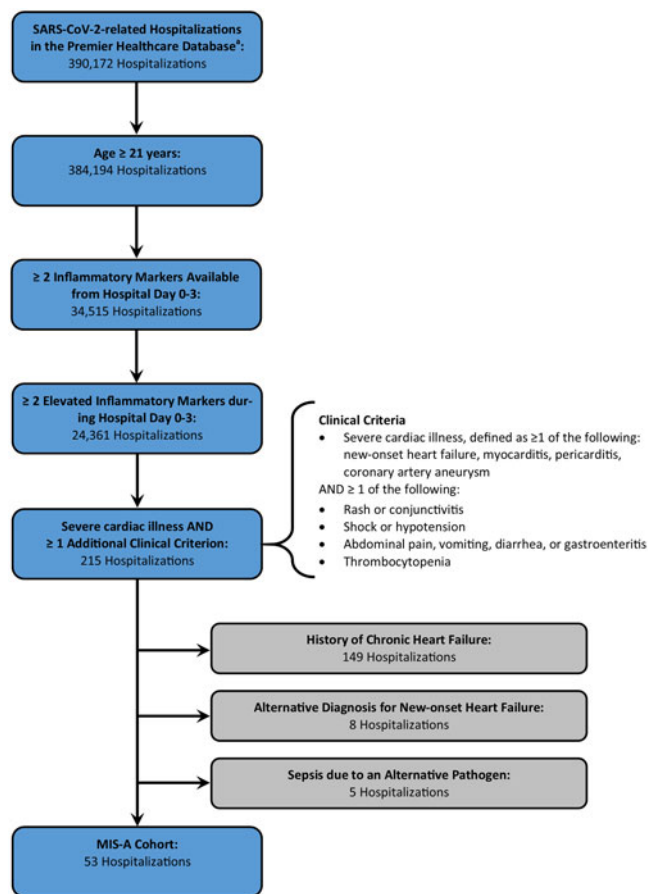 SARS-CoV-2-related Hospitalizations
in the Premier Healthcare Databaseᵃ:
390,172 Hospitalizations
Age ≥ 21 years:
384,194 Hospitalizations
≥ 2 Inflammatory Markers Available
from Hospital Day 0-3:
34,515 Hospitalizations
≥ 2 Elevated Inflammatory Markers dur-
ing Hospital Day 0-3:
24,361 Hospitalizations
Severe cardiac illness AND
≥ 1 Additional Clinical Criterion:
215 Hospitalizations
Clinical Criteria
• Severe cardiac illness, defined as ≥1 of the following:
new-onset heart failure, myocarditis, pericarditis,
coronary artery aneurysm
AND ≥ 1 of the following:
• Rash or conjunctivitis
• Shock or hypotension
• Abdominal pain, vomiting, diarrhea, or gastroenteritis
• Thrombocytopenia
History of Chronic Heart Failure:
149 Hospitalizations
Alternative Diagnosis for New-onset Heart Failure:
8 Hospitalizations
Sepsis due to an Alternative Pathogen:
5 Hospitalizations
MIS-A Cohort:
53 Hospitalizations